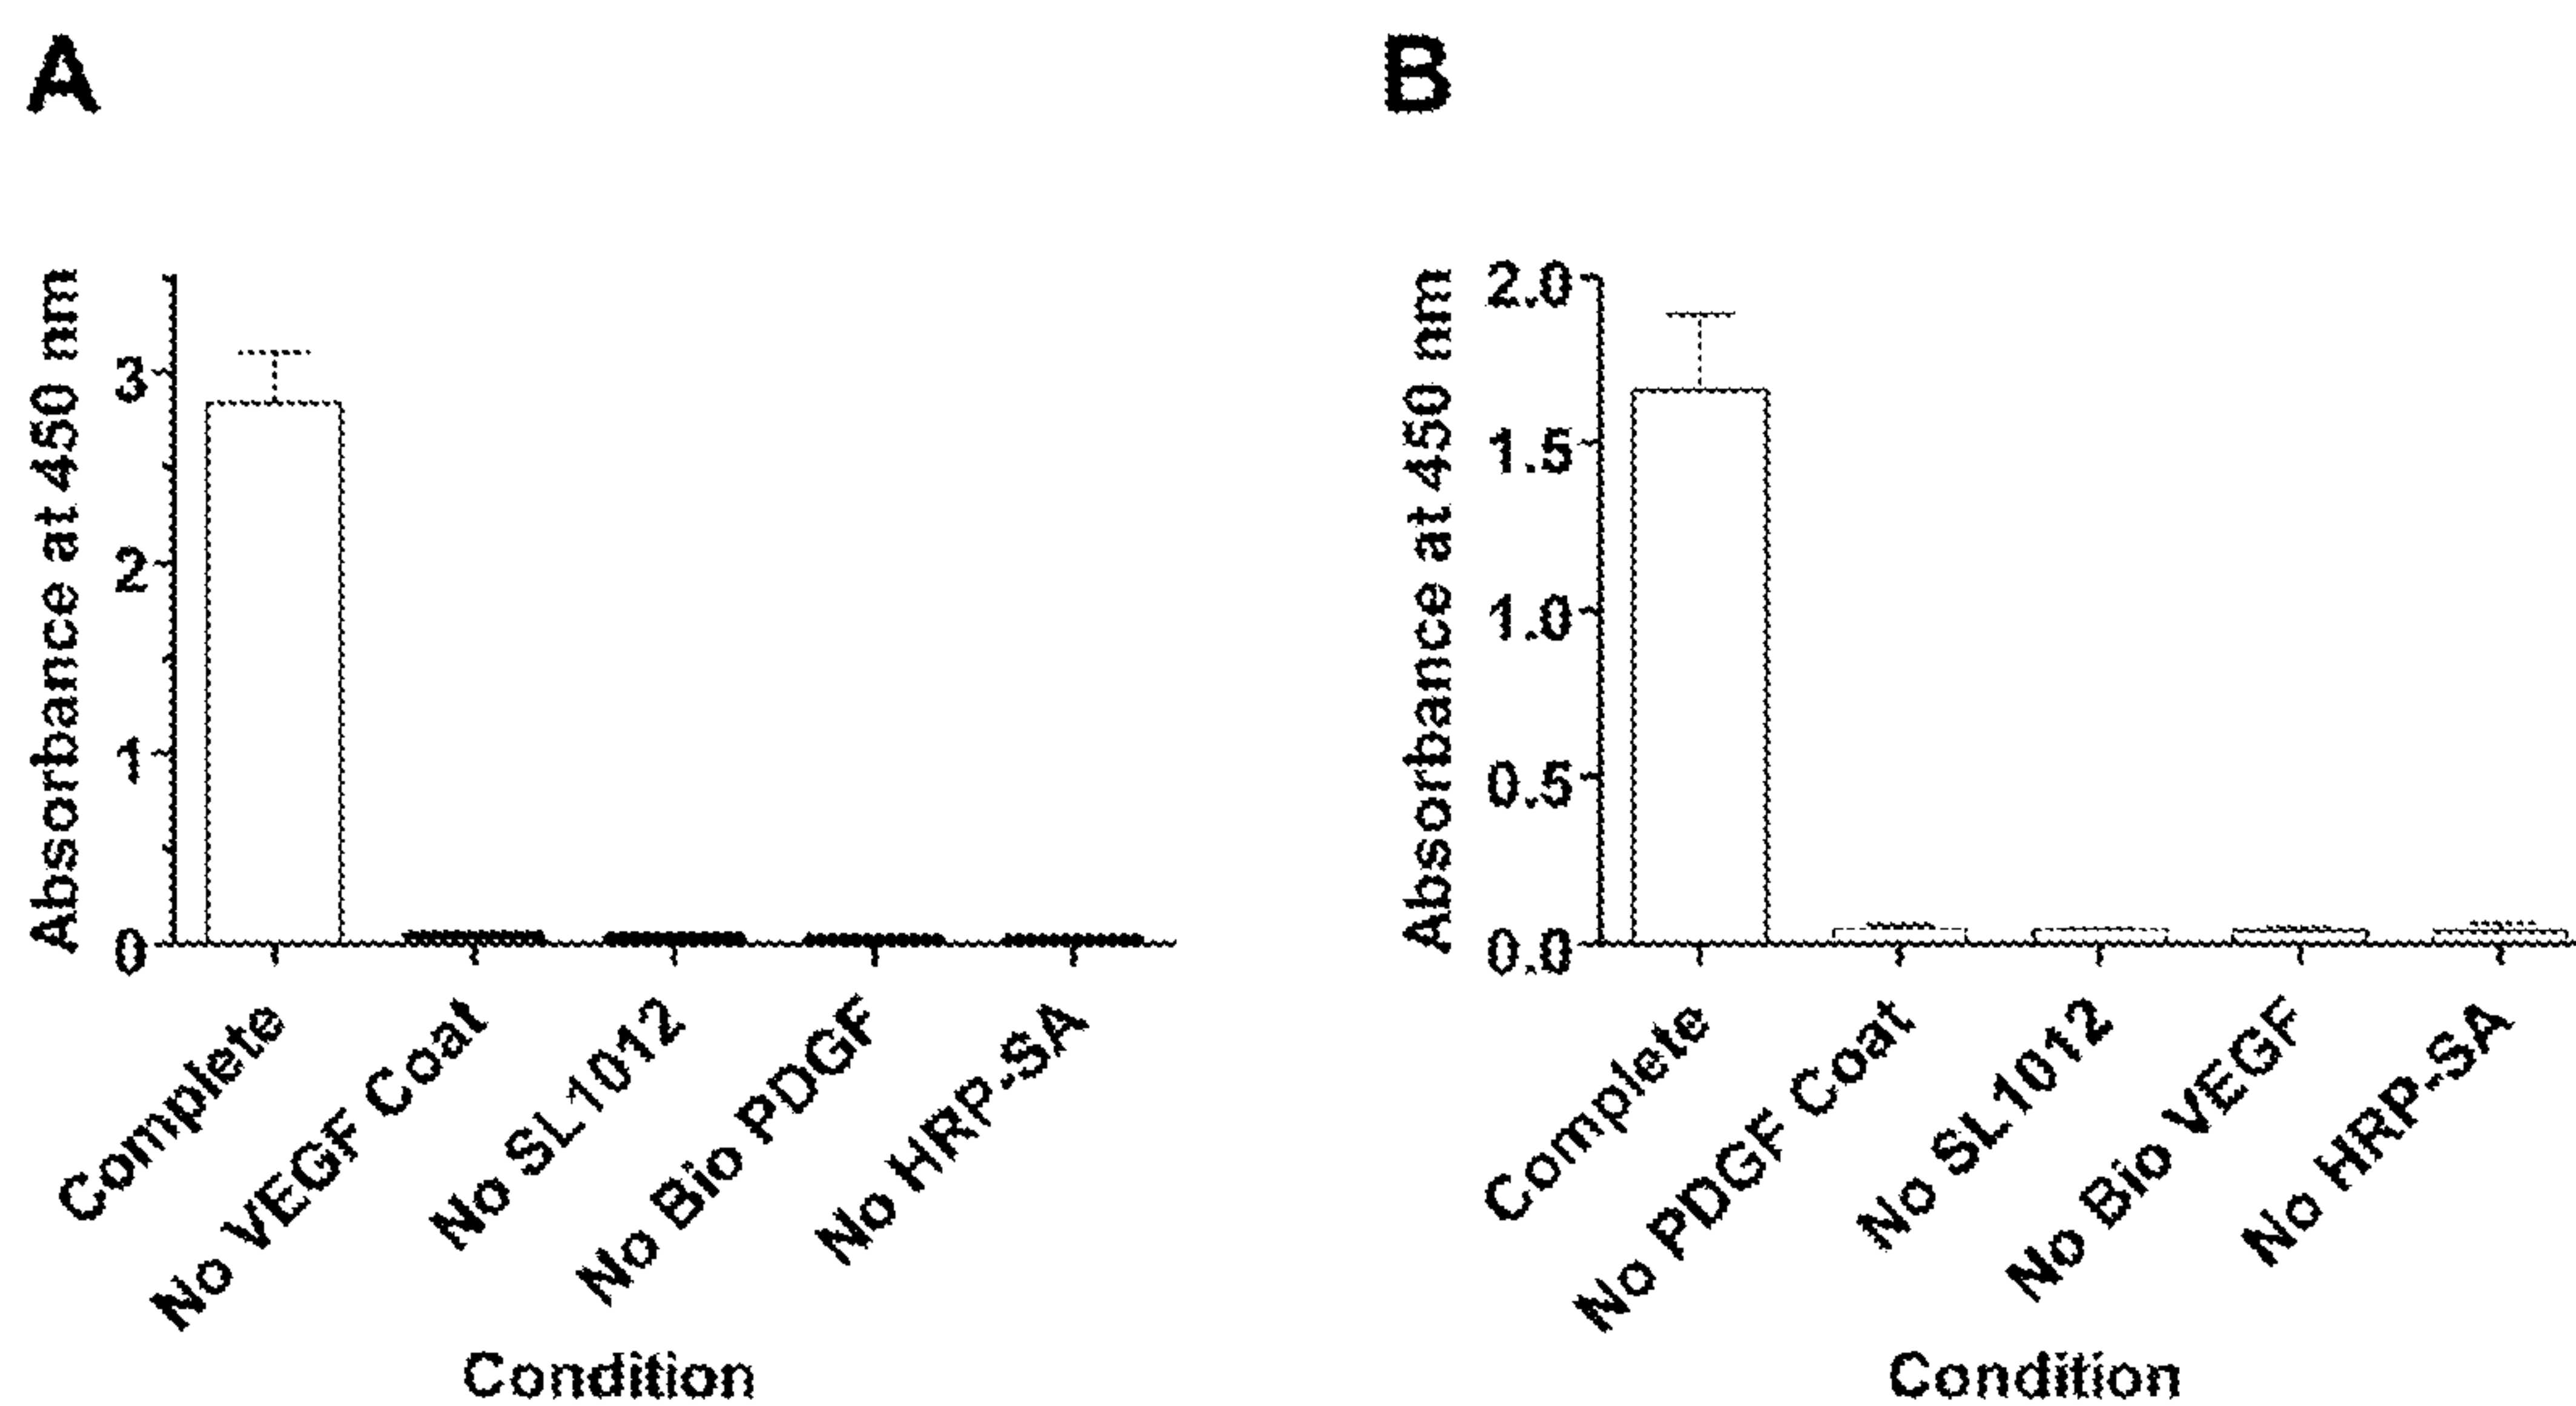 A
Absorbance at 450 nm
3
2
1
0
Complete
No VEGF Coat
No SL1012
No Bio PDGF
No HRP-SA
Condition
B
Absorbance at 450 nm
2.0
1.5
1.0
0.5
0.0
Complete
No PDGF Coat
No SL1012
No Bio VEGF
No HRP-SA
Condition